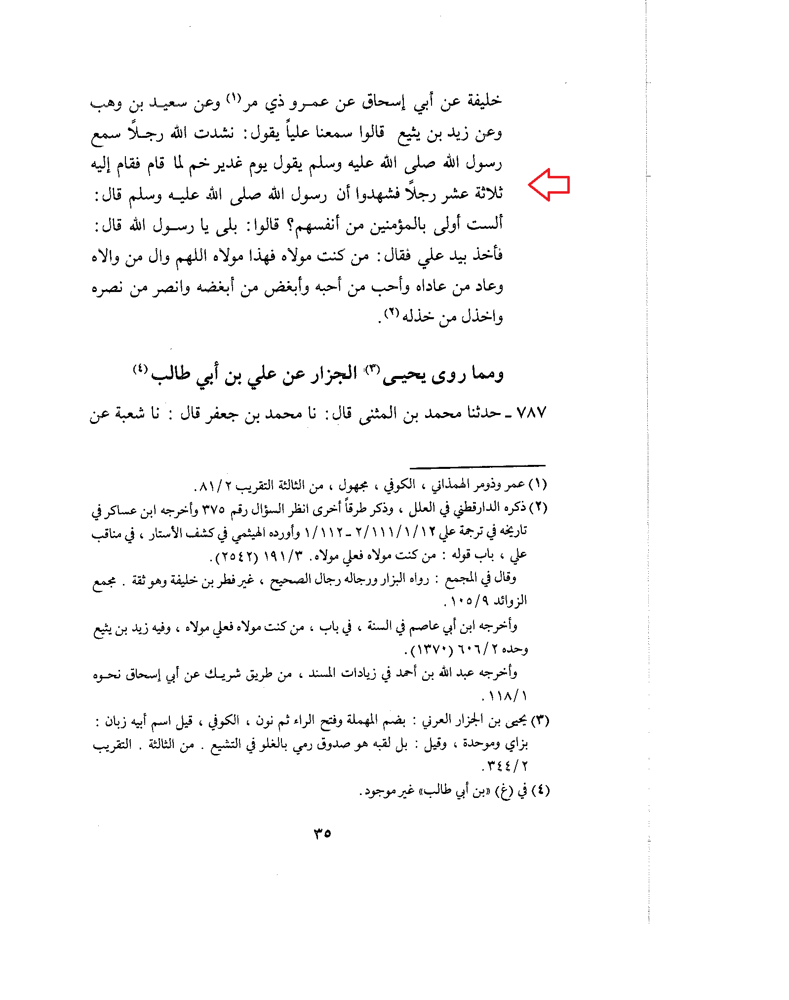 خليفة عن أبي إسحاق عن عمرو ذي مر (١) وعن سعيد بن وهب
وعن زيد بن يثيع قالوا سمعنا علياً يقول: نشدت الله رجلاً سمع
رسول الله صلى الله عليه وسلم يقول يوم غدير خم لما قام فقام إليه
ثلاثة عشر رجلاً فشهدوا أن رسول الله صلى الله عليه وسلم قال:
ألست أولى بالمؤمنين من أنفسهم؟ قالوا: بلى يا رسول الله قال:
فأخذ بيد علي فقال: من كنت مولاه فهذا مولاه اللهم وال من والاه
وعاد من عاداه وأحب من أحبه وأبغض من أبغضه وانصر من نصره
واخذل من خذله (٢).
ومما روى يحيى (٣) الجزار عن علي بن أبي طالب (٤)
٧٨٧ ـ حدثنا محمد بن المثنى قال: نا محمد بن جعفر قال : نا شعبة عن
(١) عمر وذومر الهمذاني ، الكوفي ، مجهول ، من الثالثة التقريب ٨١/٢.
(٢) ذكره الدارقطني في العلل ، وذكر طرقاً أخرى انظر السؤال رقم ٣٧٥ وأخرجه ابن عساكر في
تاريخه في ترجمة علي ٢/١١١/١/١٢ ـ ١/١١٢ وأورده الهيثمي في كشف الأستار ، في مناقب
علي ، باب قوله : من كنت مولاه فعلي مولاه. ١٩١/٣ (٢٥٤٢).
وقال في المجمع : رواه البزار ورجاله رجال الصحيح ، غير فطر بن خليفة وهو ثقة . مجمع
الزوائد ١٠٥/٩ .
وأخرجه ابن أبي عاصم في السنة ، في باب ، من كنت مولاه فعلي مولاه ، وفيه زيد بن يثيع
وحده ٦٠٦/٢ (١٣٧٠).
وأخرجه عبد الله بن أحمد في زيادات المسند ، من طريق شريك عن أبي إسحاق نحوه
١١٨/١ .
(٣) يحيى بن الجزار العرني : بضم المهملة وفتح الراء ثم نون ، الكوفي ، قيل اسم أبيه زبان :
بزاي وموحدة ، وقيل : بل لقبه هو صدوق رمي بالغلو في التشيع . من الثالثة . التقريب
٣٤٤/٢.
(٤) في (غ) «بن أبي طالب» غير موجود.
٣٥